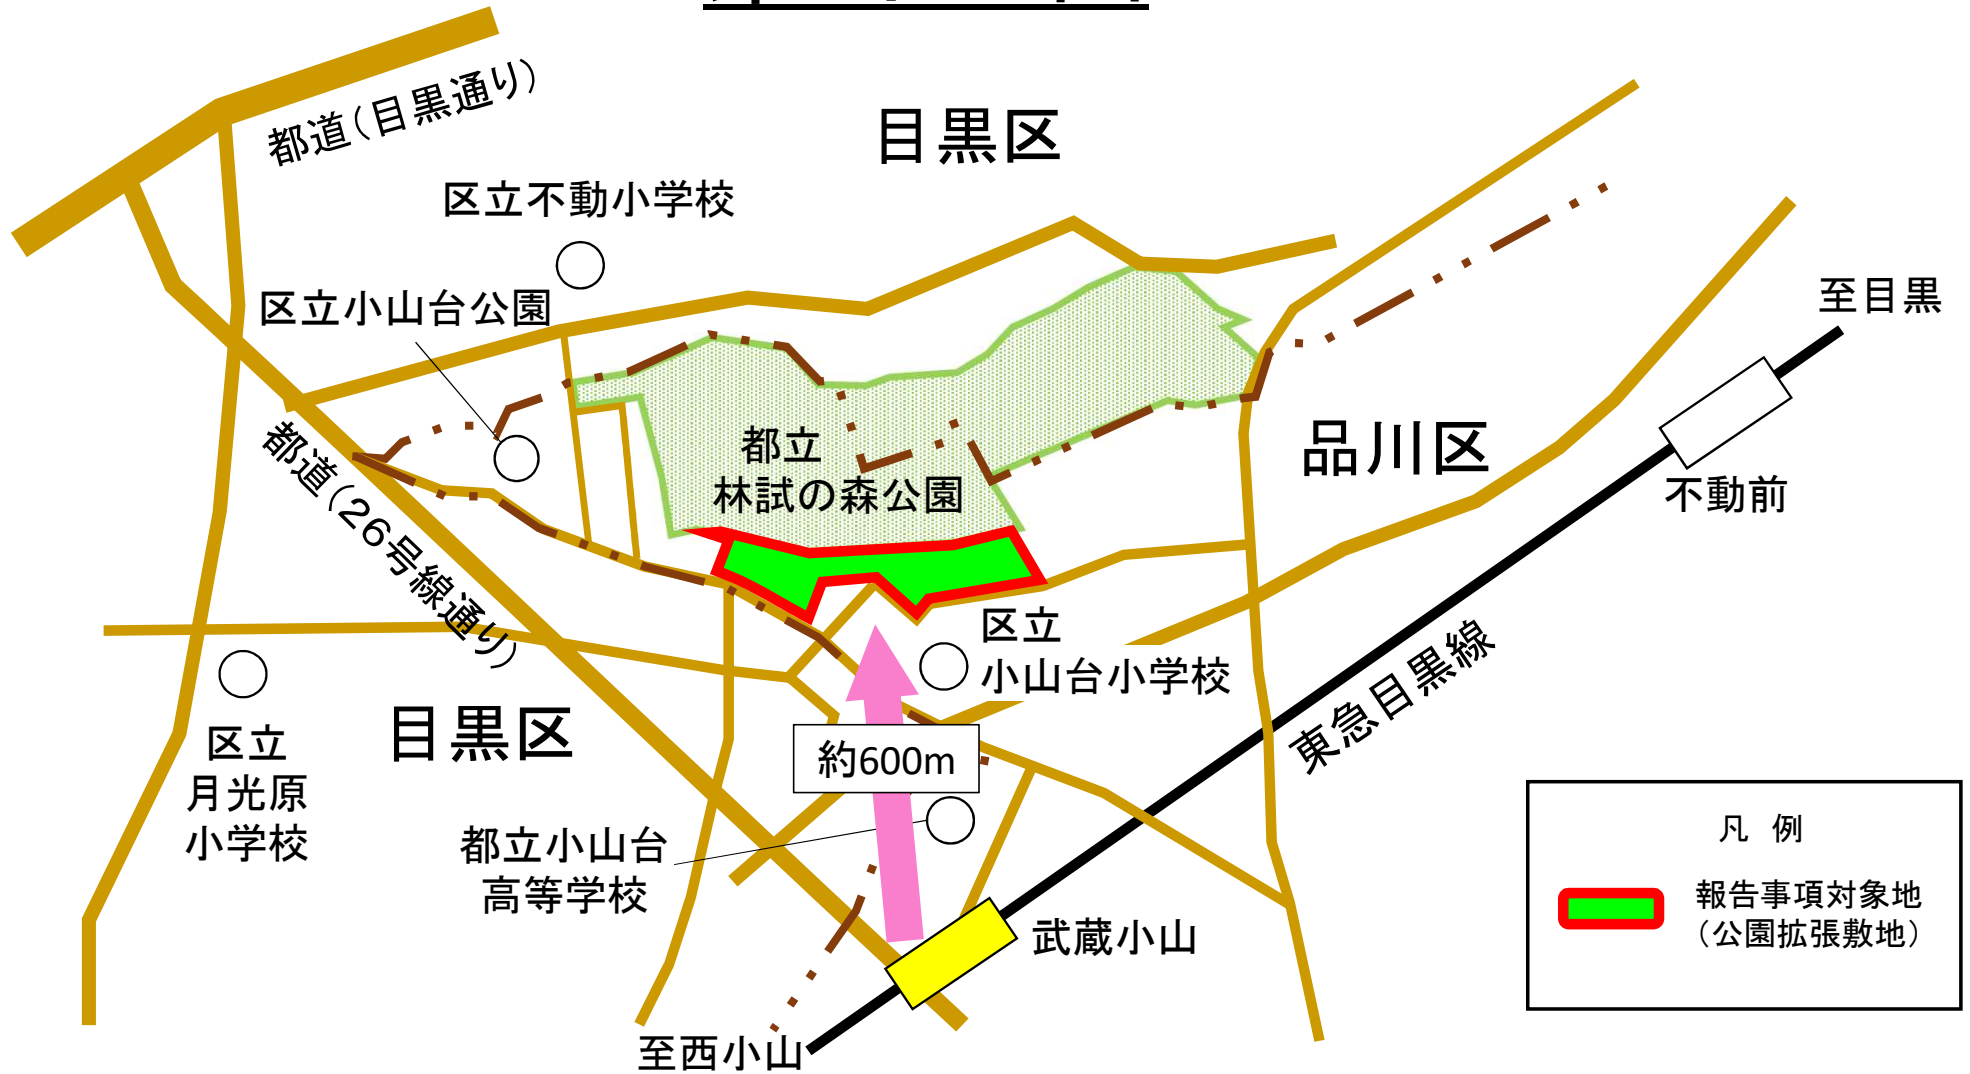 目黒区
都道(目黒通り)
区立不動小学校
区立小山台公園
至目黒
品川区
都立
林試の森公園
不動前
都道(26号線通り)
区立
小山台小学校
東急目黒線
目黒区
区立
月光原
小学校
約600m
都立小山台
高等学校
武蔵小山
至西小山
凡 例
報告事項対象地
(公園拡張敷地)